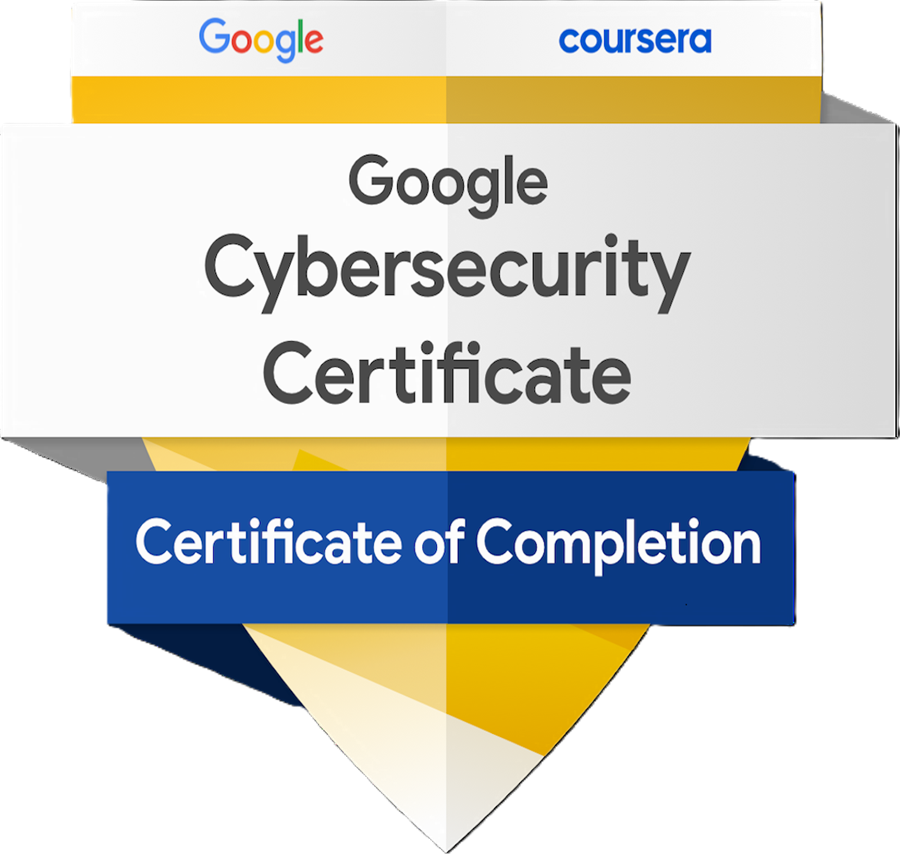 Google coursera
Google
Cybersecurity
Certificate
Certificate of Completion